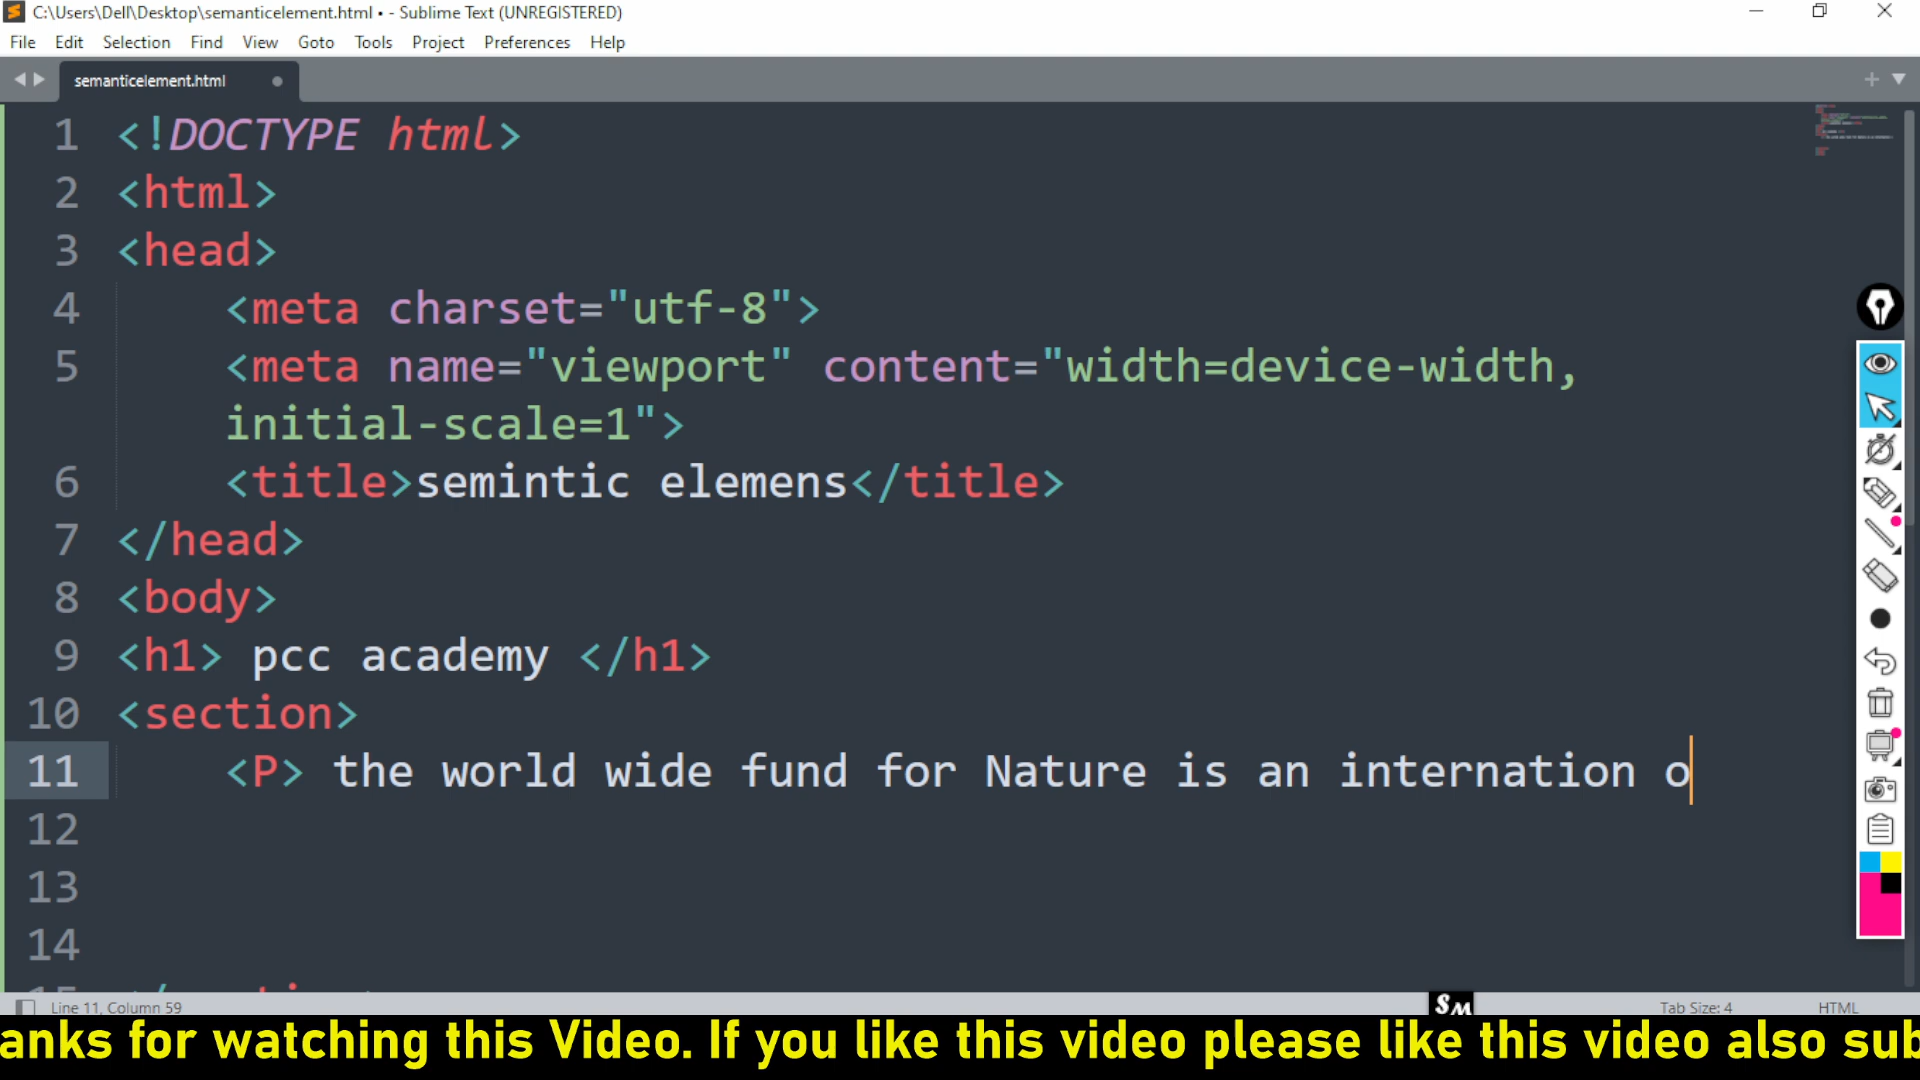 C:\Users\Dell\Desktop\semanticelement.html • - Sublime Text (UNREGISTERED)
File Edit Selection Find View Goto Tools Project Preferences Help
semanticelement.html
1 <!DOCTYPE html>
2 <html>
3 <head>
4 <meta charset="utf-8">
5 <meta name="viewport" content="width=device-width,
initial-scale=1">
6 <title>semintic elemens</title>
7 </head>
8 <body>
9 <h1> pcc academy </h1>
10 <section>
11 <P> the world wide fund for Nature is an internation o
12
13
14
Line 11, Column 59 SM Tab Size: 4 HTML
anks for watching this Video. If you like this video please like this video also sub